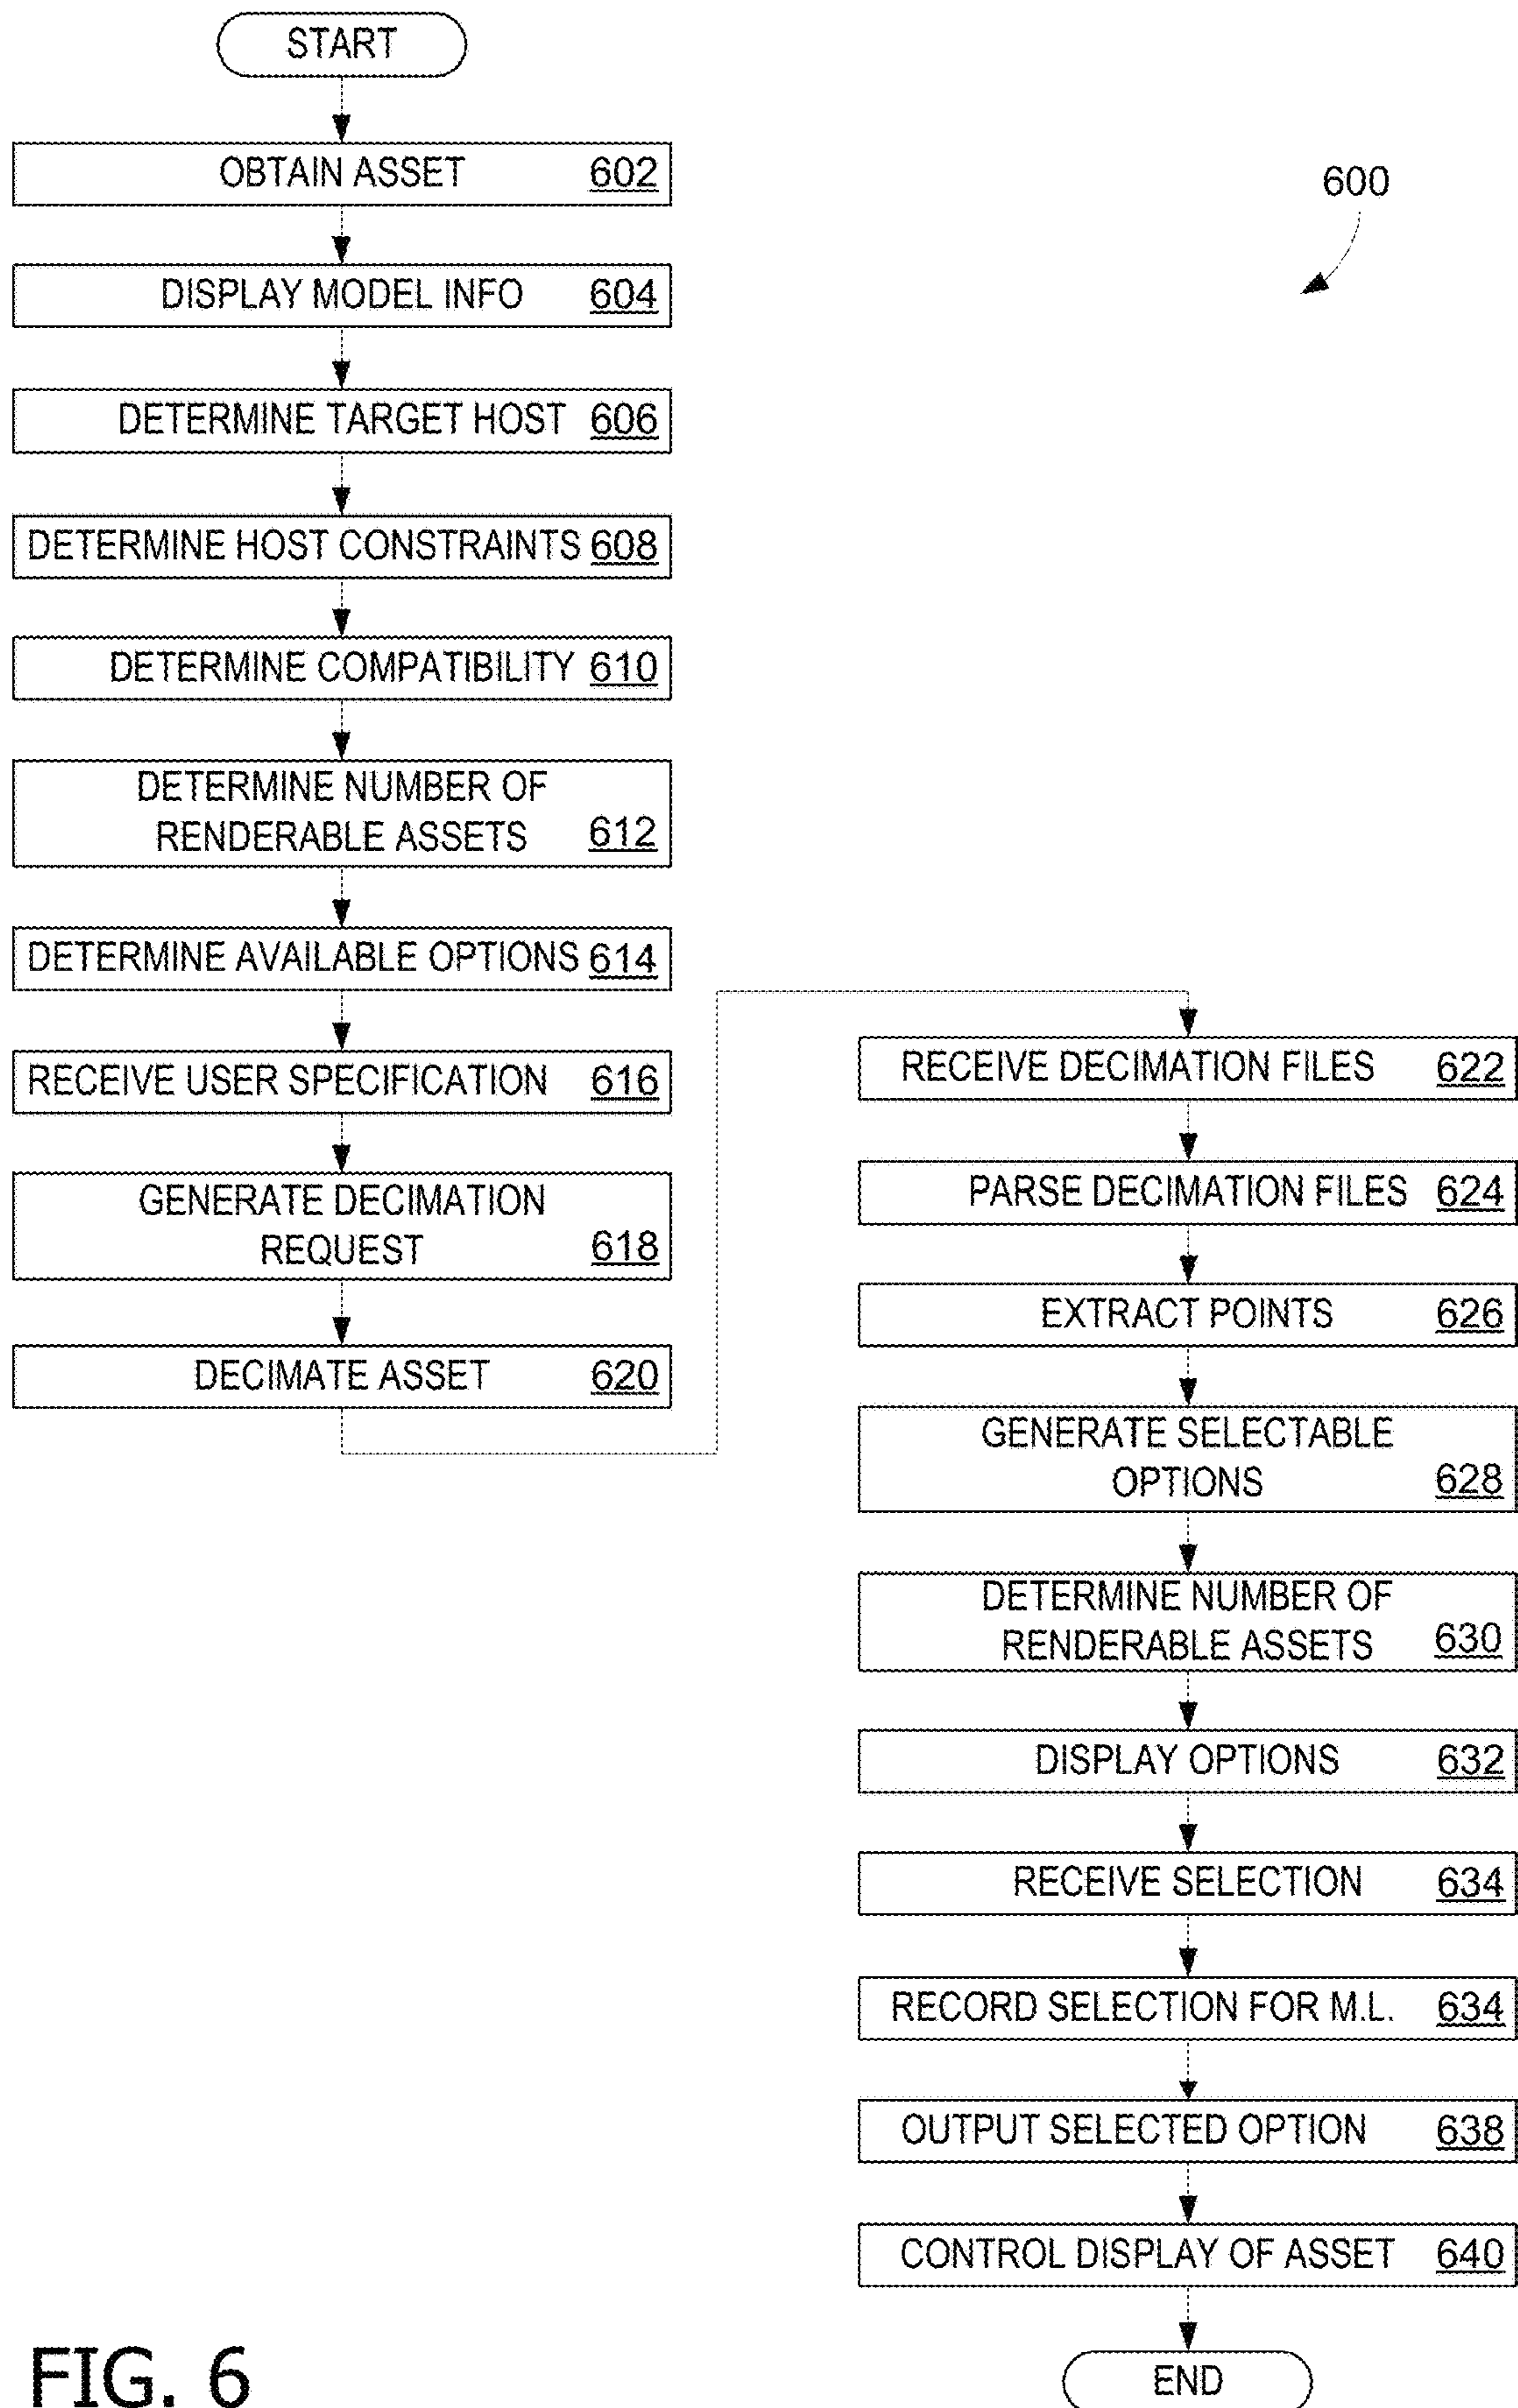 START
OBTAIN ASSET 602
600
DISPLAY MODEL INFO 604
DETERMINE TARGET HOST 606
DETERMINE HOST CONSTRAINTS 608
DETERMINE COMPATIBILITY 610
DETERMINE NUMBER OF
RENDERABLE ASSETS 612
DETERMINE AVAILABLE OPTIONS 614
RECEIVE USER SPECIFICATION 616
GENERATE DECIMATION
REQUEST 618
DECIMATE ASSET 620
RECEIVE DECIMATION FILES 622
PARSE DECIMATION FILES 624
EXTRACT POINTS 626
GENERATE SELECTABLE
OPTIONS 628
DETERMINE NUMBER OF
RENDERABLE ASSETS 630
DISPLAY OPTIONS 632
RECEIVE SELECTION 634
RECORD SELECTION FOR M.L. 634
OUTPUT SELECTED OPTION 638
CONTROL DISPLAY OF ASSET 640
END
FIG. 6